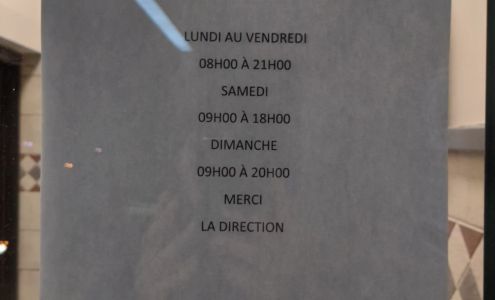 LUNDI AU VENDREDI
08H00 À 21H00
SAMEDI
09H00 À 18H00
DIMANCHE
09H00 À 20H00
MERCI
LA DIRECTION